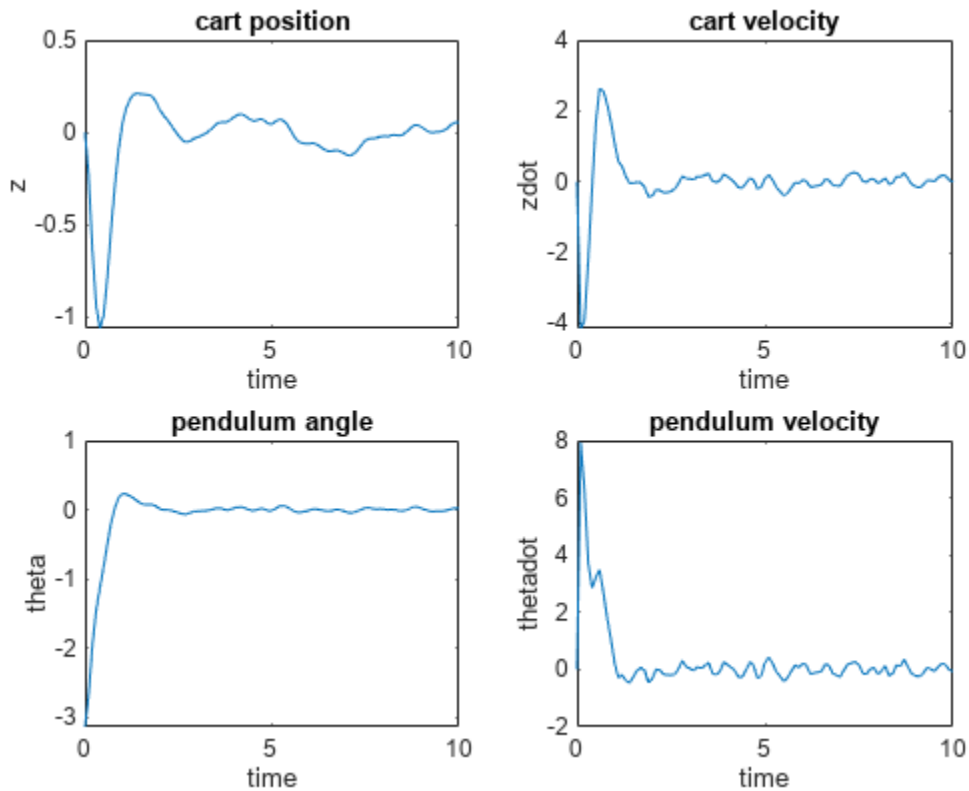 cart position
0.5
0
-0.5
-1
z
0
5
10
time
cart velocity
4
2
0
-2
-4
zdot
0
5
10
time
pendulum angle
1
0
-1
-2
-3
theta
0
5
10
time
pendulum velocity
8
6
4
2
0
-2
thetadot
0
5
10
time